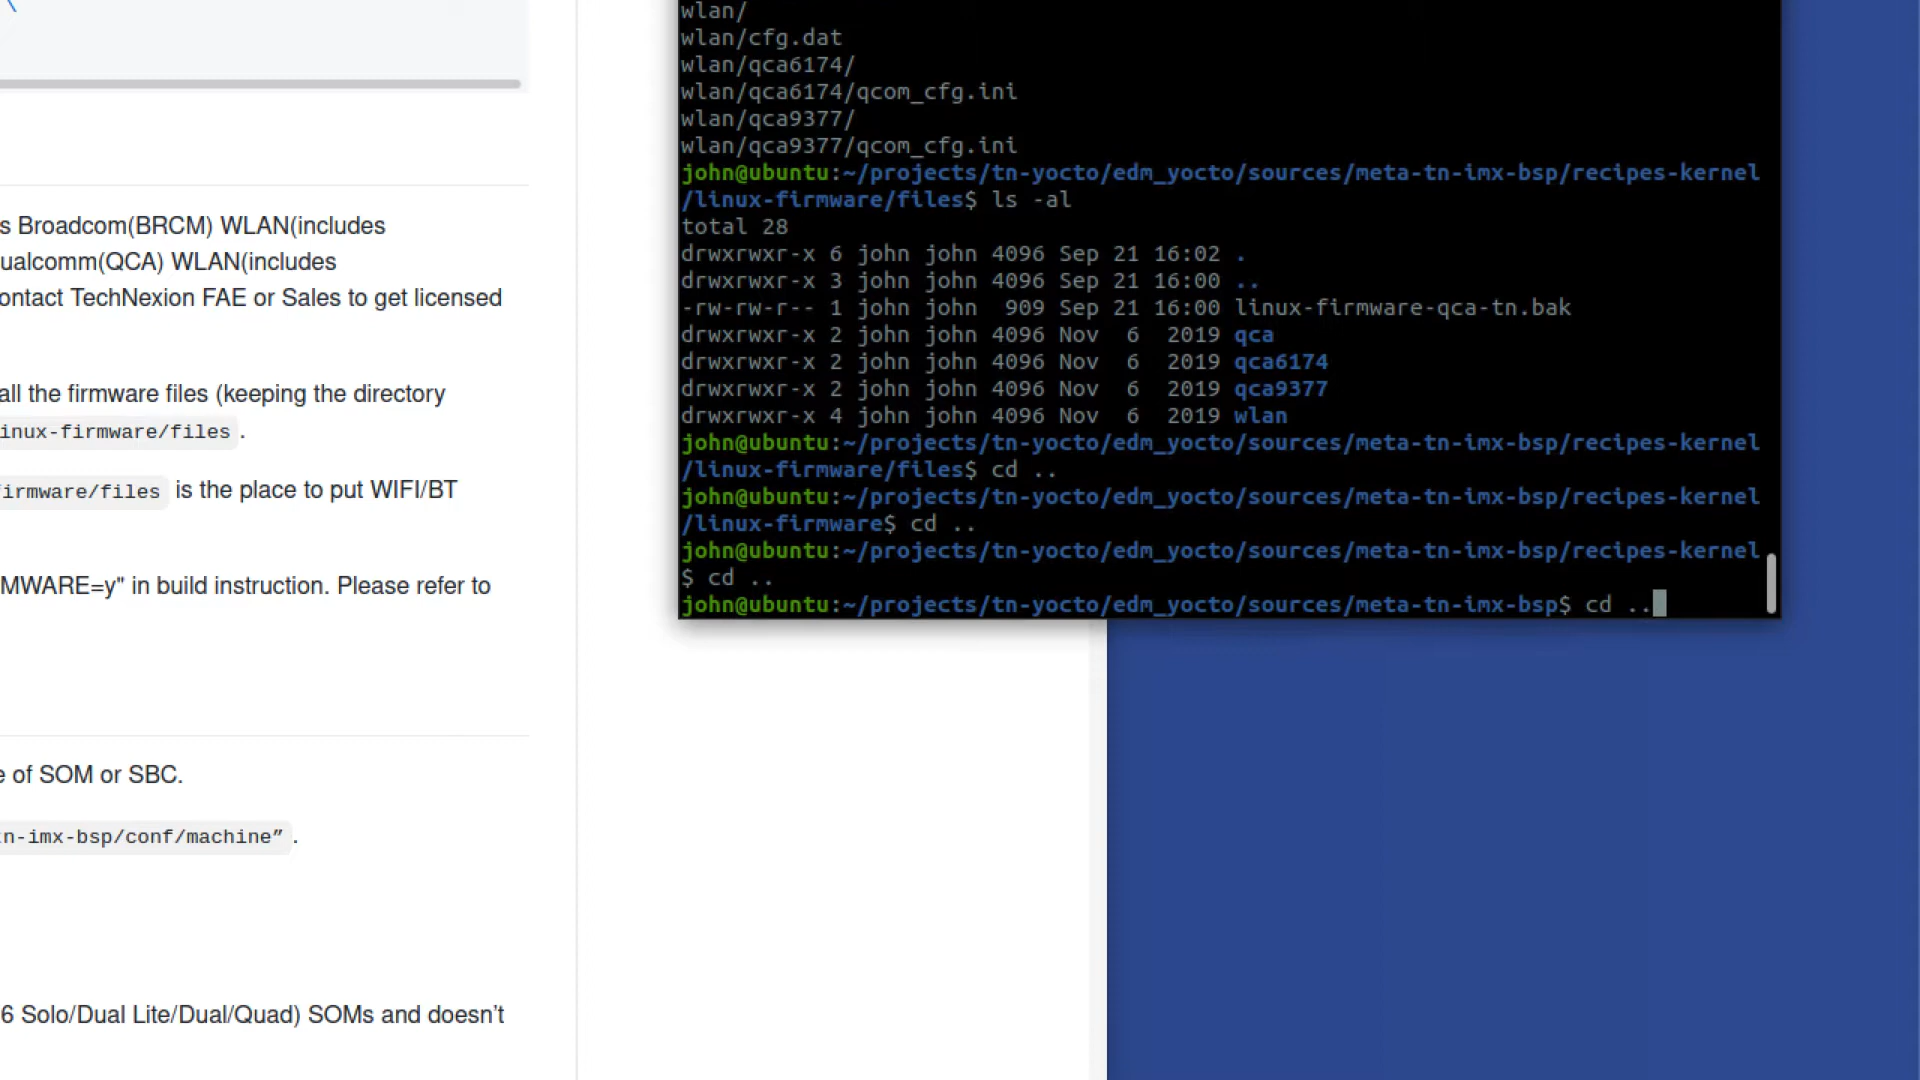 s Broadcom(BRCM) WLAN(includes
ualcomm(QCA) WLAN(includes
ontact TechNexion FAE or Sales to get licensed
all the firmware files (keeping the directory
inux-firmware/files .
irmware/files is the place to put WIFI/BT
MWARE=y" in build instruction. Please refer to
e of SOM or SBC.
n-imx-bsp/conf/machine” .
6 Solo/Dual Lite/Dual/Quad) SOMs and doesn’t
wlan/
wlan/cfg.dat
wlan/qca6174/
wlan/qca6174/qcom_cfg.ini
wlan/qca9377/
wlan/qca9377/qcom_cfg.ini
john@ubuntu:~/projects/tn-yocto/edm_yocto/sources/meta-tn-imx-bsp/recipes-kernel
/linux-firmware/files$ ls -al
total 28
drwxrwxr-x 6 john john 4096 Sep 21 16:02 .
drwxrwxr-x 3 john john 4096 Sep 21 16:00 ..
-rw-rw-r-- 1 john john  909 Sep 21 16:00 linux-firmware-qca-tn.bak
drwxrwxr-x 2 john john 4096 Nov  6  2019 qca
drwxrwxr-x 2 john john 4096 Nov  6  2019 qca6174
drwxrwxr-x 2 john john 4096 Nov  6  2019 qca9377
drwxrwxr-x 4 john john 4096 Nov  6  2019 wlan
john@ubuntu:~/projects/tn-yocto/edm_yocto/sources/meta-tn-imx-bsp/recipes-kernel
/linux-firmware/files$ cd ..
john@ubuntu:~/projects/tn-yocto/edm_yocto/sources/meta-tn-imx-bsp/recipes-kernel
/linux-firmware$ cd ..
john@ubuntu:~/projects/tn-yocto/edm_yocto/sources/meta-tn-imx-bsp/recipes-kernel
$ cd ..
john@ubuntu:~/projects/tn-yocto/edm_yocto/sources/meta-tn-imx-bsp$ cd ..